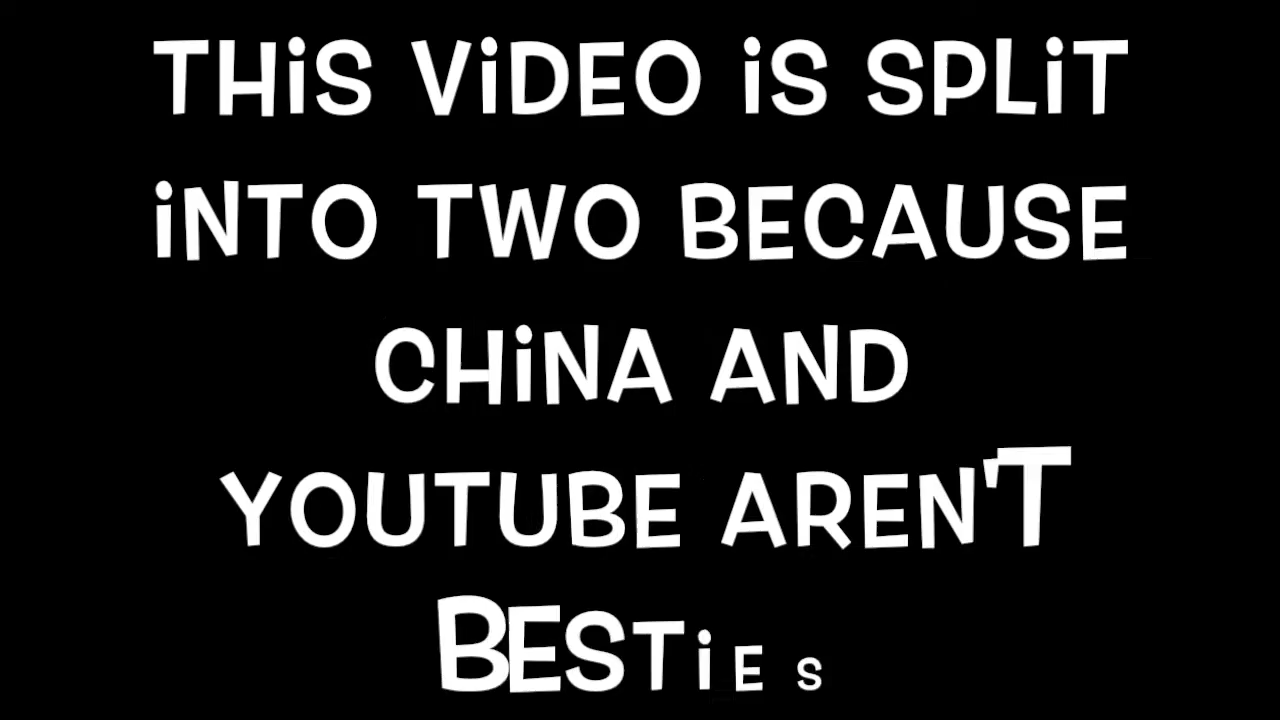 THiS ViDEO iS SPLiT
iNTO TWO BECAUSE
CHiNA AND
YOUTUBE AREN'T
BESTiES